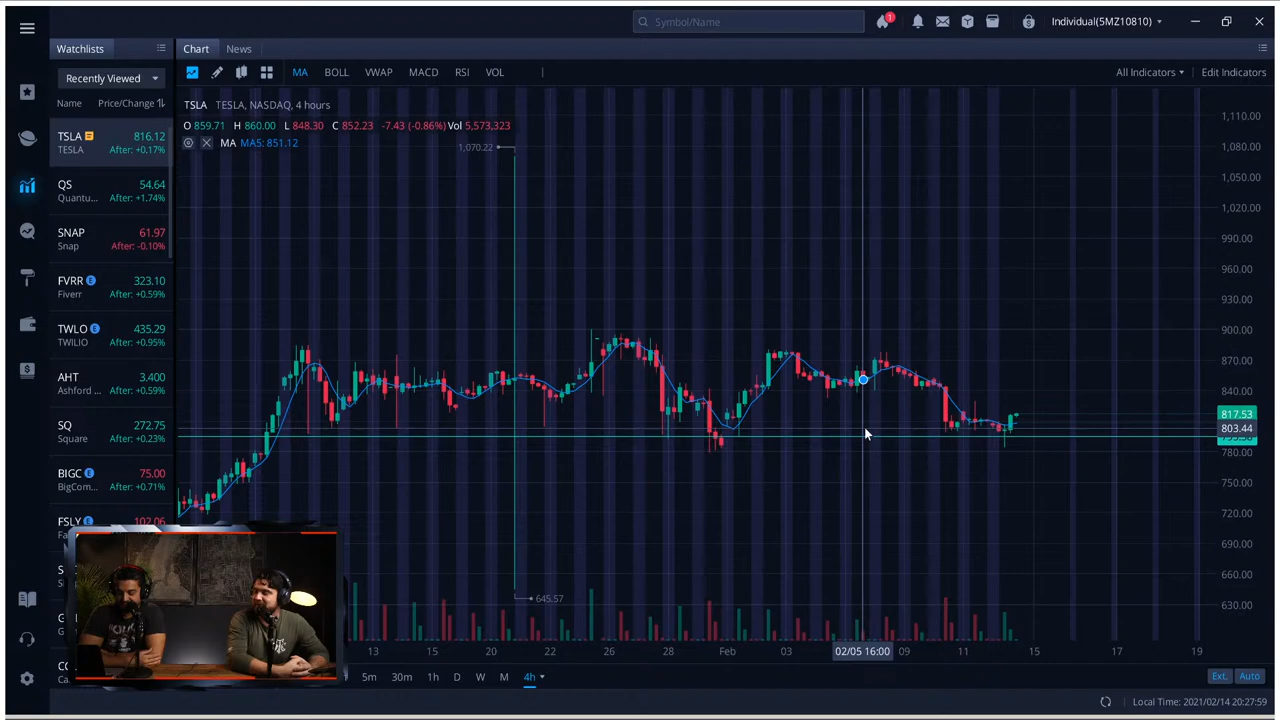 Symbol/Name
1
Individual(5MZ10810)
Watchlists
Chart
News
Recently Viewed
MA
BOLL
VWAP
MACD
RSI
VOL
All Indicators
Edit Indicators
Name
Price/Change
TSLA
816.12
TESLA
After: +0.17%
QS
54.64
Quantu...
After: +1.74%
SNAP
61.97
Snap
After: -0.10%
FVRR E
323.10
Fiverr
After: +0.59%
TWLO E
435.29
TWILIO
After: +0.95%
AHT
3.400
Ashford ...
After: +0.59%
SQ
272.75
Square
After: +0.23%
BIGC E
75.00
BigCom...
After: +0.71%
FSLY E
102.06
TSLA TESLA, NASDAQ, 4 hours
O 859.71 H 860.00 L 848.30 C 852.23 -7.43 (-0.86%) Vol 5,573,323
MA MA5: 851.12
1,070.22
645.57
1,110.00
1,080.00
1,050.00
1,020.00
990.00
960.00
930.00
900.00
870.00
840.00
817.53
803.44
780.00
750.00
720.00
690.00
660.00
630.00
13
15
20
22
26
28
Feb
03
02/05 16:00
09
11
15
17
19
5m
30m
1h
D
W
M
4h
Ext.
Auto
Local Time: 2021/02/14 20:27:59